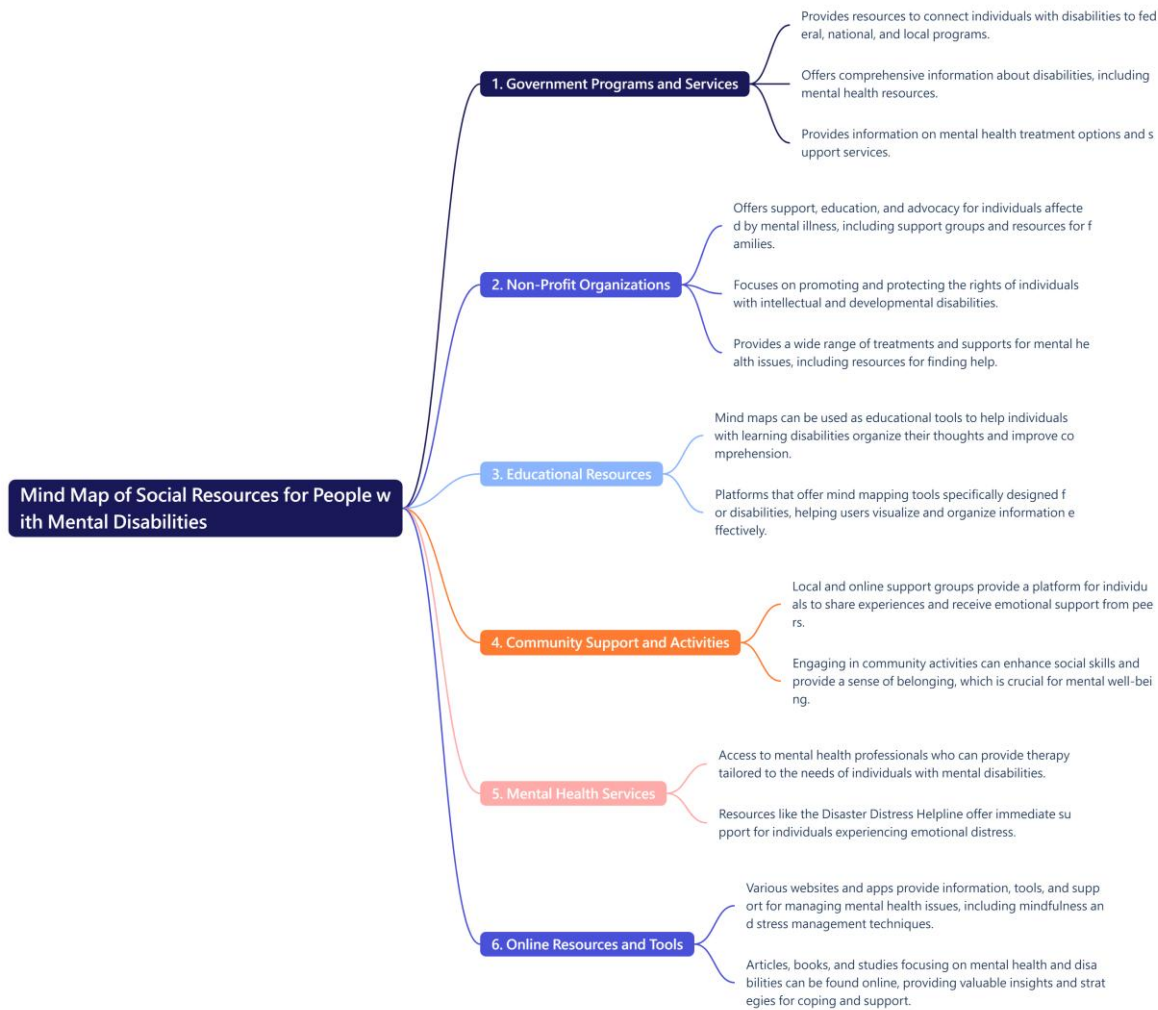 Mind Map of Social Resources for People w
ith Mental Disabilities
1. Government Programs and Services
Provides resources to connect individuals with disabilities to fed
eral, national, and local programs.
Offers comprehensive information about disabilities, including
mental health resources.
Provides information on mental health treatment options and s
upport services.
2. Non-Profit Organizations
Offers support, education, and advocacy for individuals affecte
d by mental illness, including support groups and resources for f
amilies.
Focuses on promoting and protecting the rights of individuals
with intellectual and developmental disabilities.
Provides a wide range of treatments and supports for mental he
alth issues, including resources for finding help.
3. Educational Resources
Mind maps can be used as educational tools to help individuals
with learning disabilities organize their thoughts and improve co
mprehension.
Platforms that offer mind mapping tools specifically designed f
or disabilities, helping users visualize and organize information e
ffectively.
4. Community Support and Activities
Local and online support groups provide a platform for individu
als to share experiences and receive emotional support from pee
rs.
Engaging in community activities can enhance social skills and
provide a sense of belonging, which is crucial for mental well-bei
ng.
5. Mental Health Services
Access to mental health professionals who can provide therapy
tailored to the needs of individuals with mental disabilities.
Resources like the Disaster Distress Helpline offer immediate su
pport for individuals experiencing emotional distress.
6. Online Resources and Tools
Various websites and apps provide information, tools, and supp
ort for managing mental health issues, including mindfulness an
d stress management techniques.
Articles, books, and studies focusing on mental health and disa
bilities can be found online, providing valuable insights and strat
egies for coping and support.